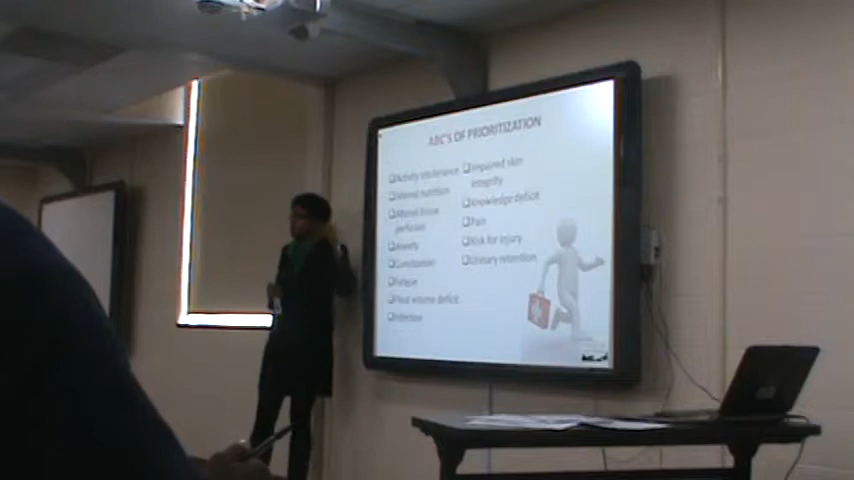 ABC'S OF PRIORITIZATION
❑Activity intolerance
❑Altered nutrition
❑Altered tissue
perfusion
❑Anxiety
❑Constipation
❑Fatigue
❑Fluid volume deficit
❑Infection
❑Impaired skin
integrity
❑Knowledge deficit
❑Pain
❑Risk for injury
❑Urinary retention